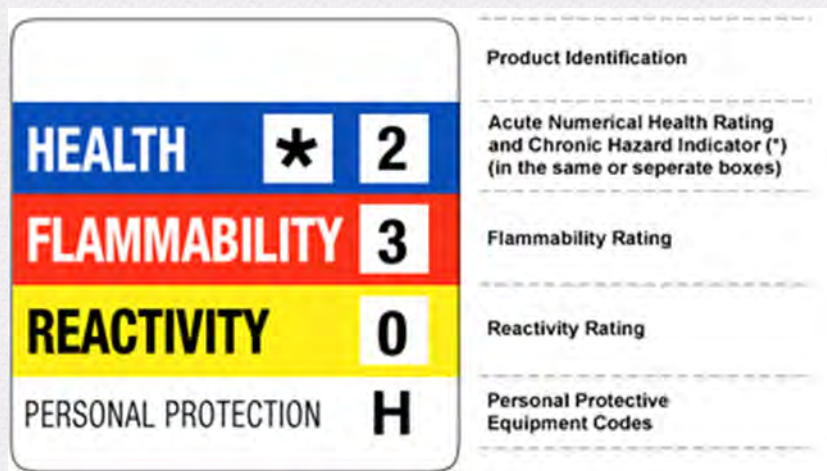 Product Identification
HEALTH * 2
Acute Numerical Health Rating
and Chronic Hazard Indicator (*)
(in the same or seperate boxes)
FLAMMABILITY 3
Flammability Rating
REACTIVITY 0
Reactivity Rating
PERSONAL PROTECTION H
Personal Protective
Equipment Codes